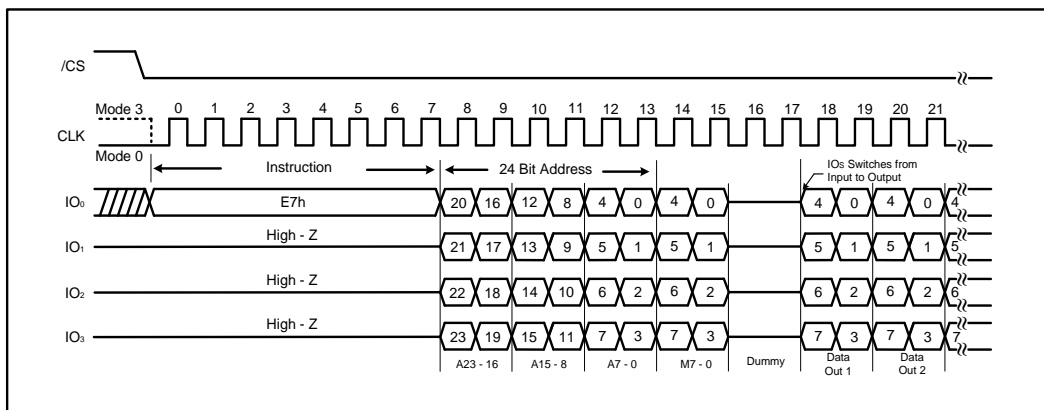 /CS
Mode 3 0 1 2 3 4 5 6 7 8 9 10 11 12 13 14 15 16 17 18 19 20 21
CLK
Mode 0
Instruction 24 Bit Address IOs Switches from
Input to Output
IO₀ E7h 20 16 12 8 4 0 4 0 4 0 4 0 4
IO₁ High - Z 21 17 13 9 5 1 5 1 5 1 5 1 5
IO₂ High - Z 22 18 14 10 6 2 6 2 6 2 6 2 6
IO₃ High - Z 23 19 15 11 7 3 7 3 7 3 7 3 7
A23 - 16 A15 - 8 A7 - 0 M7 - 0 Dummy Data Data
Out 1 Out 2